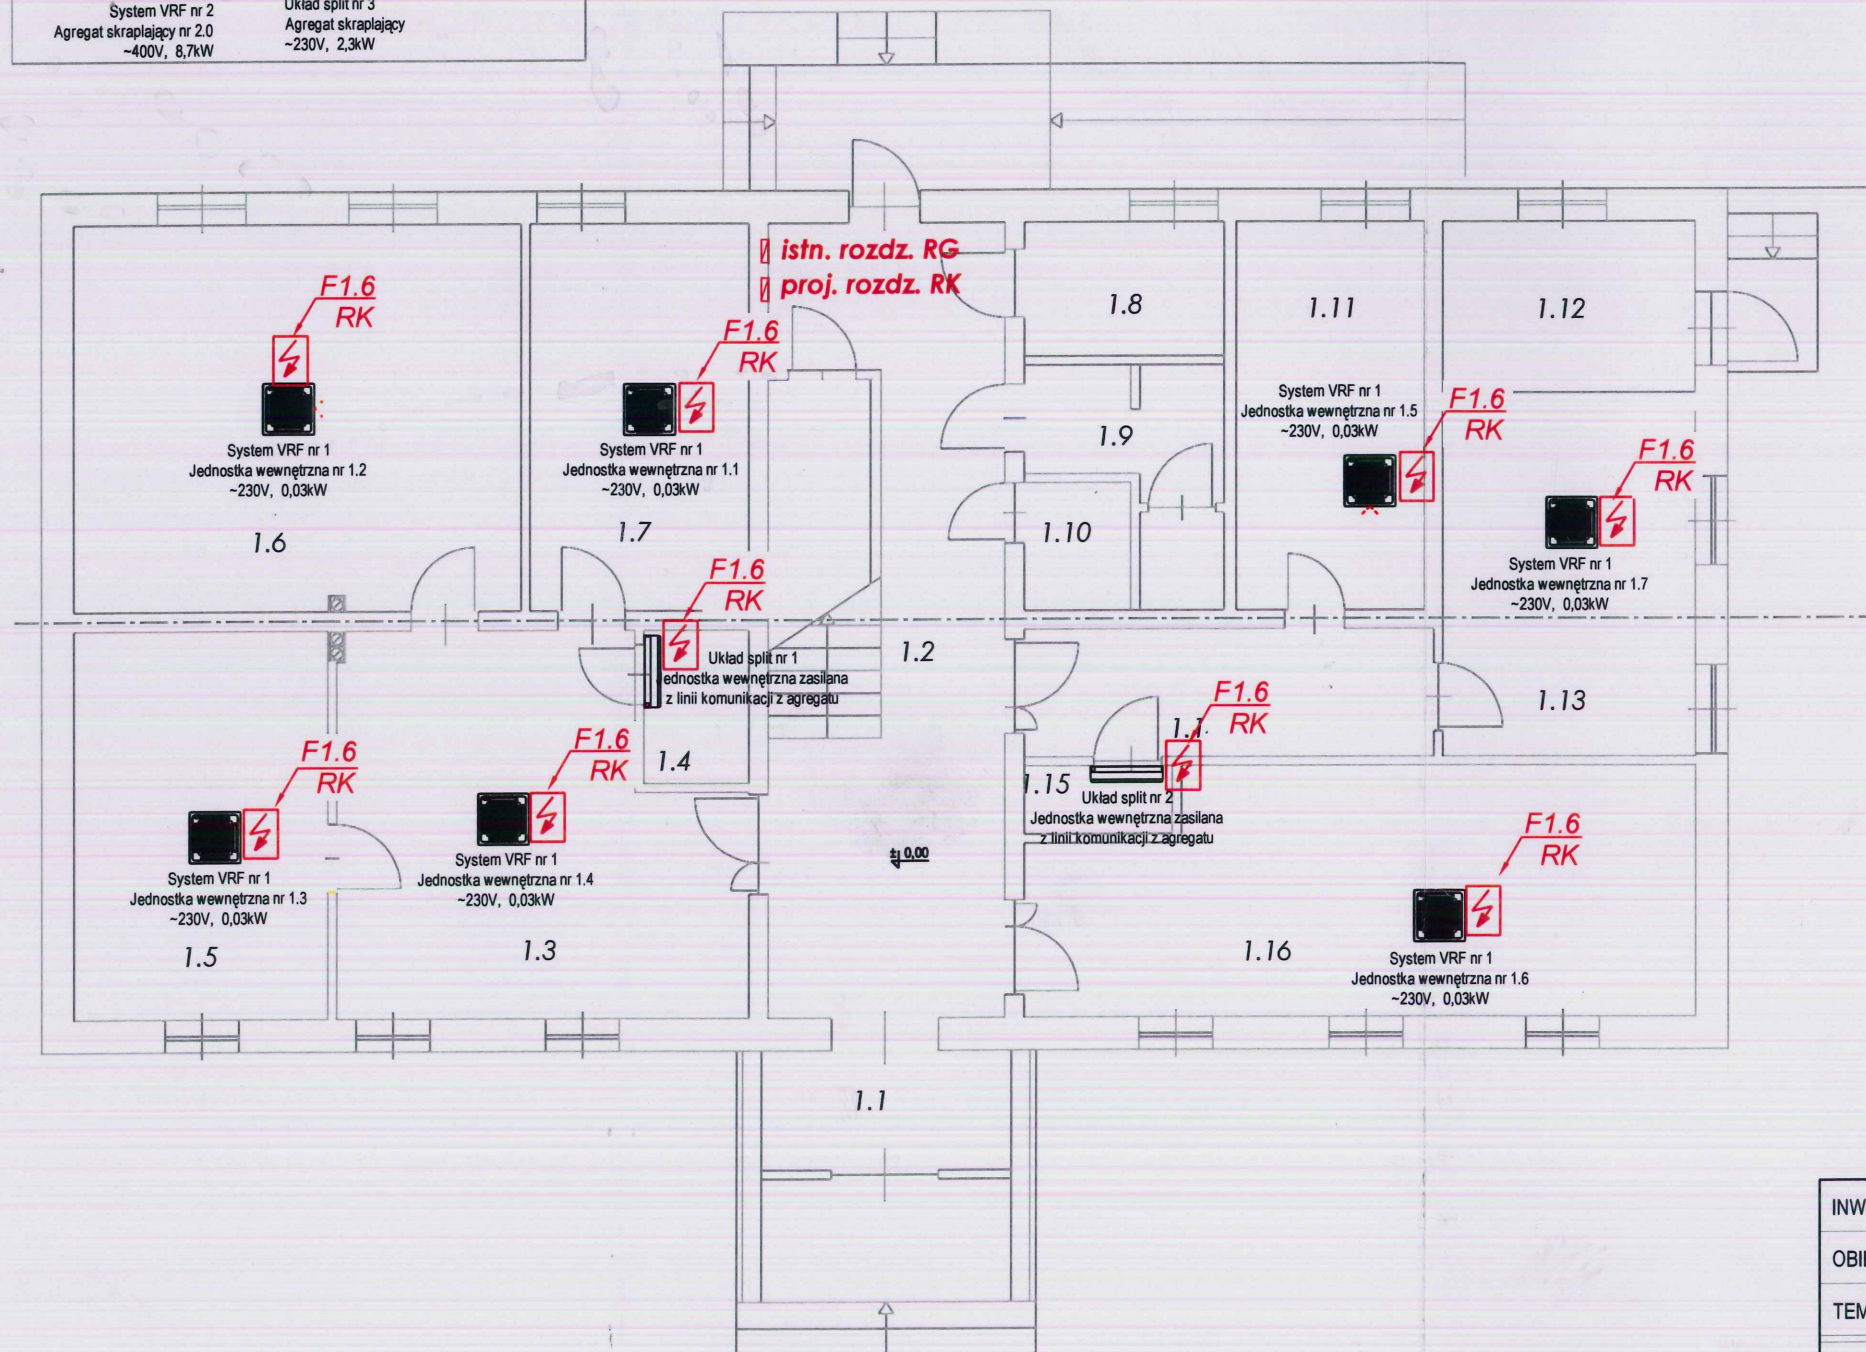 System VRF nr 2
Agregat skraplający nr 2.0
~400V, 8,7kW
Układ split nr 3
Agregat skraplający
~230V, 2,3kW
istn. rozdz. RG
proj. rozdz. RK
F1.6
RK
System VRF nr 1
Jednostka wewnętrzna nr 1.2
~230V, 0,03kW
1.6
F1.6
RK
System VRF nr 1
Jednostka wewnętrzna nr 1.1
~230V, 0,03kW
1.7
1.8
1.9
1.10
1.11
System VRF nr 1
Jednostka wewnętrzna nr 1.5
~230V, 0,03kW
F1.6
RK
1.12
F1.6
RK
System VRF nr 1
Jednostka wewnętrzna nr 1.7
~230V, 0,03kW
1.13
F1.6
RK
Układ split nr 1
ednostka wewnętrzna zasilana
z linii komunikacji z agregatu
1.4
1.2
F1.6
RK
System VRF nr 1
Jednostka wewnętrzna nr 1.3
~230V, 0,03kW
1.5
F1.6
RK
System VRF nr 1
Jednostka wewnętrzna nr 1.4
~230V, 0,03kW
1.3
± 0,00
F1.6
RK
1.15
Układ split nr 2
Jednostka wewnętrzna zasilana
z linii komunikacji z agregatu
F1.6
RK
1.16
System VRF nr 1
Jednostka wewnętrzna nr 1.6
~230V, 0,03kW
1.1
INW
OBI
TEM